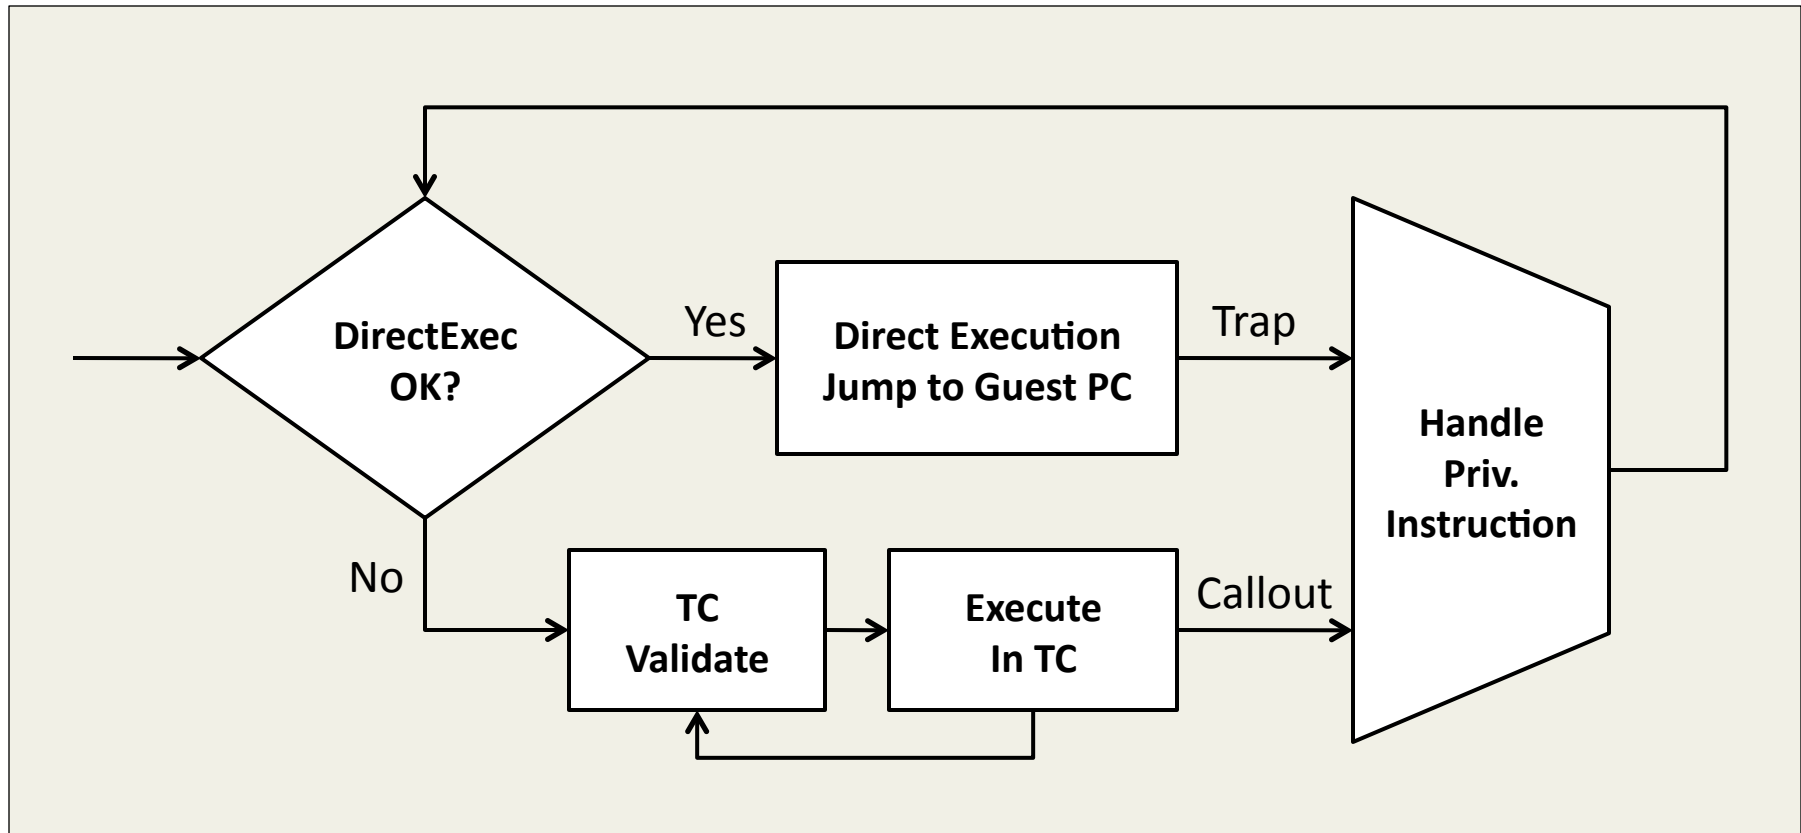 DirectExec
OK?
Yes
Direct Execution
Jump to Guest PC
Trap
Handle
Priv.
Instruction
No
TC
Validate
Execute
In TC
Callout